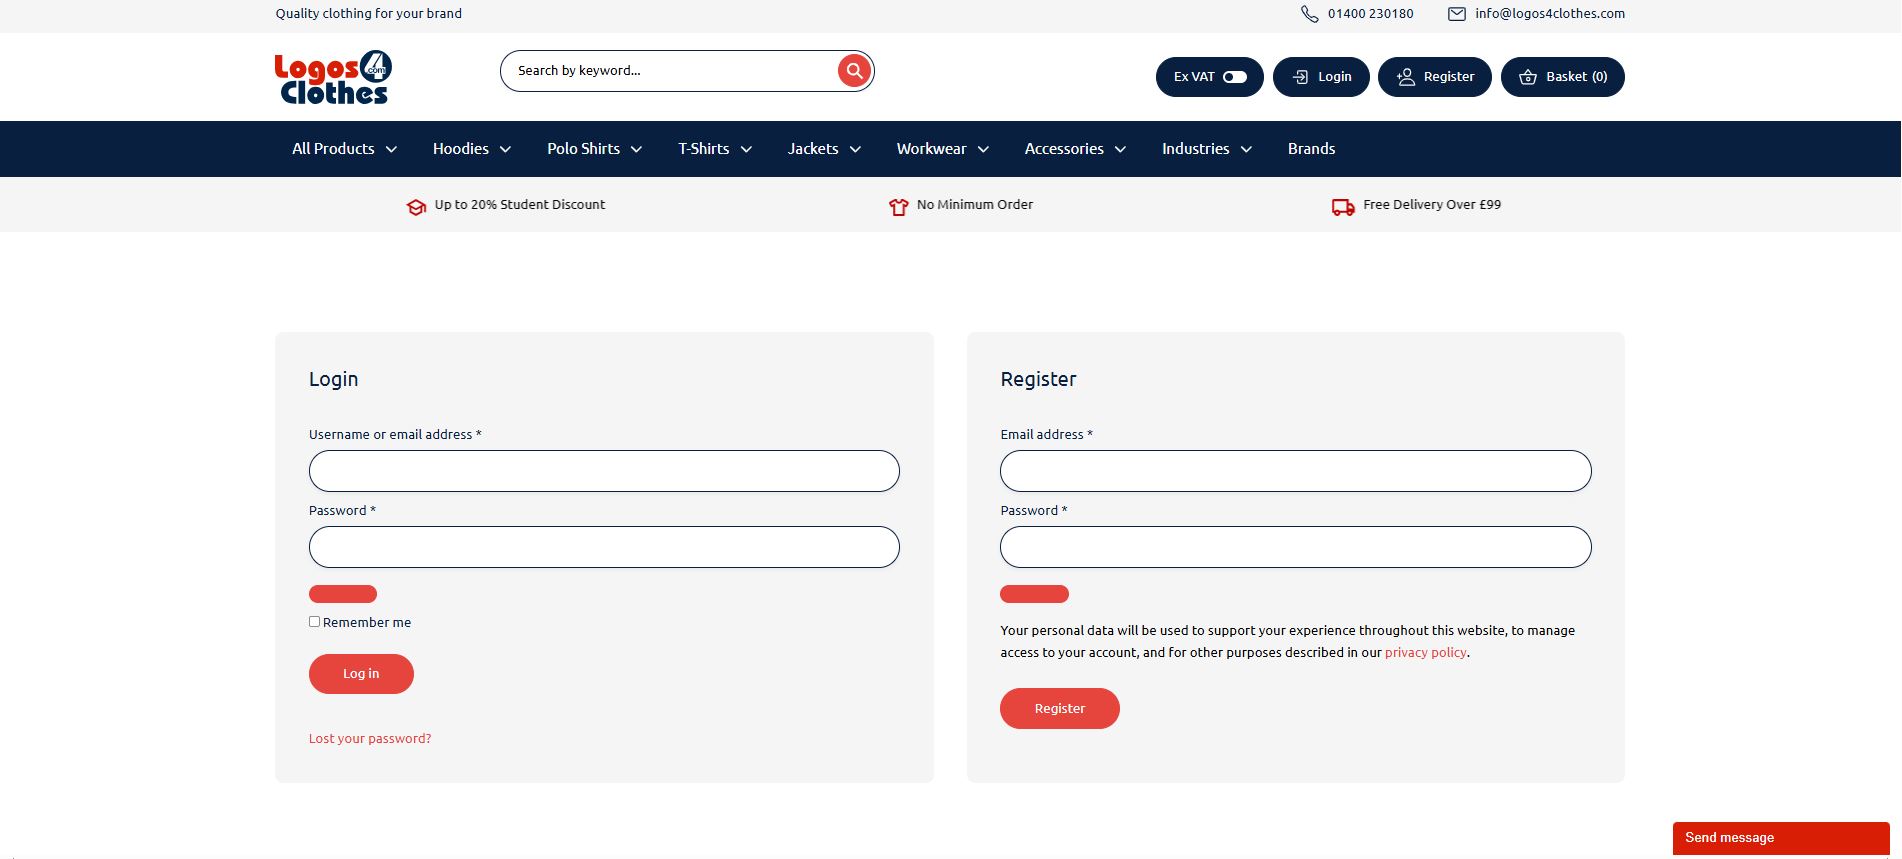 Quality clothing for your brand
01400 230180
info@logos4clothes.com
Logos 4 .com
Clothes
Search by keyword...
Ex VAT
Login
Register
Basket (0)
All Products
Hoodies
Polo Shirts
T-Shirts
Jackets
Workwear
Accessories
Industries
Brands
Up to 20% Student Discount
No Minimum Order
Free Delivery Over £99
Login
Username or email address *
Password *
Remember me
Log in
Lost your password?
Register
Email address *
Password *
Your personal data will be used to support your experience throughout this website, to manage
access to your account, and for other purposes described in our privacy policy.
Register
Send message